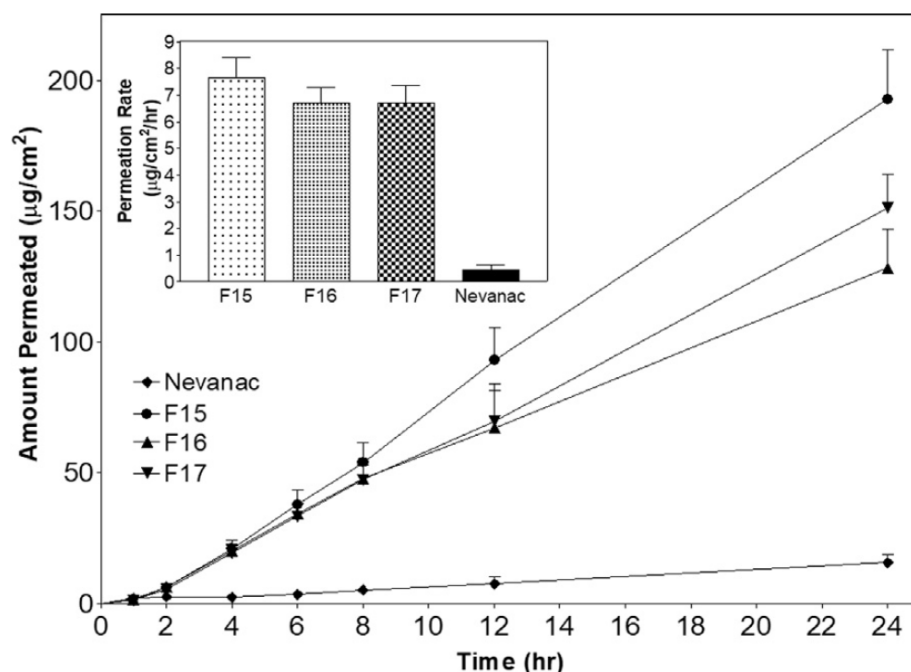 Amount Permeated (µg/cm²)
200
150
100
50
0
Permeation Rate
(µg/cm²/hr)
9
8
7
6
5
4
3
2
1
0
F15 F16 F17 Nevanac
Nevanac
F15
F16
F17
0 2 4 6 8 10 12 14 16 18 20 22 24
Time (hr)